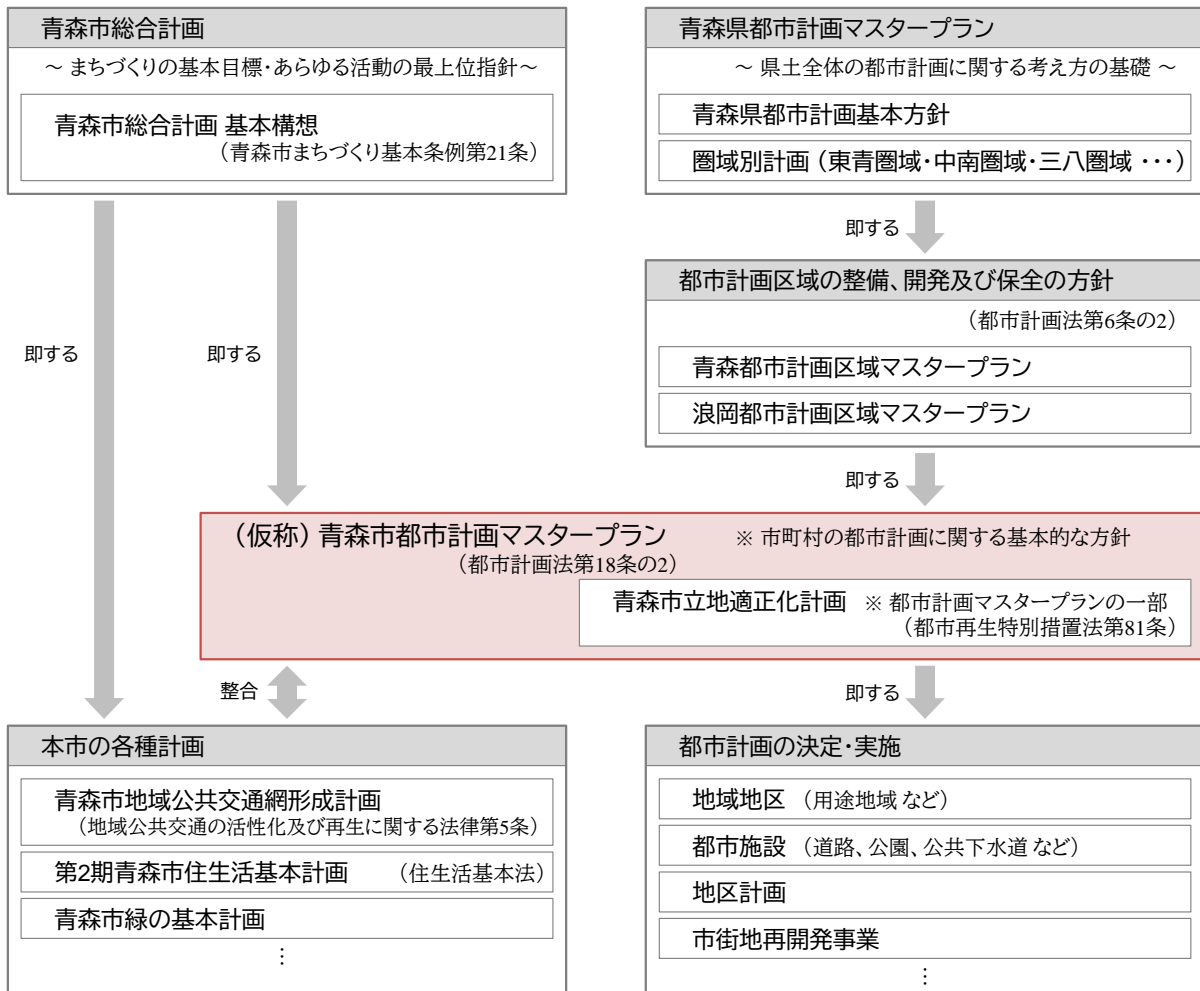 青森市総合計画
～ まちづくりの基本目標・あらゆる活動の最上位指針～
青森市総合計画 基本構想
（青森市まちづくり基本条例第21条）
青森県都市計画マスタープラン
～ 県土全体の都市計画に関する考え方の基礎 ～
青森県都市計画基本方針
圏域別計画（東青圏域・中南圏域・三八圏域 ・・・）
即する
都市計画区域の整備、開発及び保全の方針
（都市計画法第6条の2）
青森都市計画区域マスタープラン
浪岡都市計画区域マスタープラン
即する
即する
即する
（仮称）青森市都市計画マスタープラン ※ 市町村の都市計画に関する基本的な方針
（都市計画法第18条の2）
青森市立地適正化計画 ※ 都市計画マスタープランの一部
（都市再生特別措置法第81条）
整合
即する
本市の各種計画
青森市地域公共交通網形成計画
（地域公共交通の活性化及び再生に関する法律第5条）
第2期青森市住生活基本計画 （住生活基本法）
青森市緑の基本計画
⋮
都市計画の決定・実施
地域地区 （用途地域 など）
都市施設 （道路、公園、公共下水道 など）
地区計画
市街地再開発事業
⋮